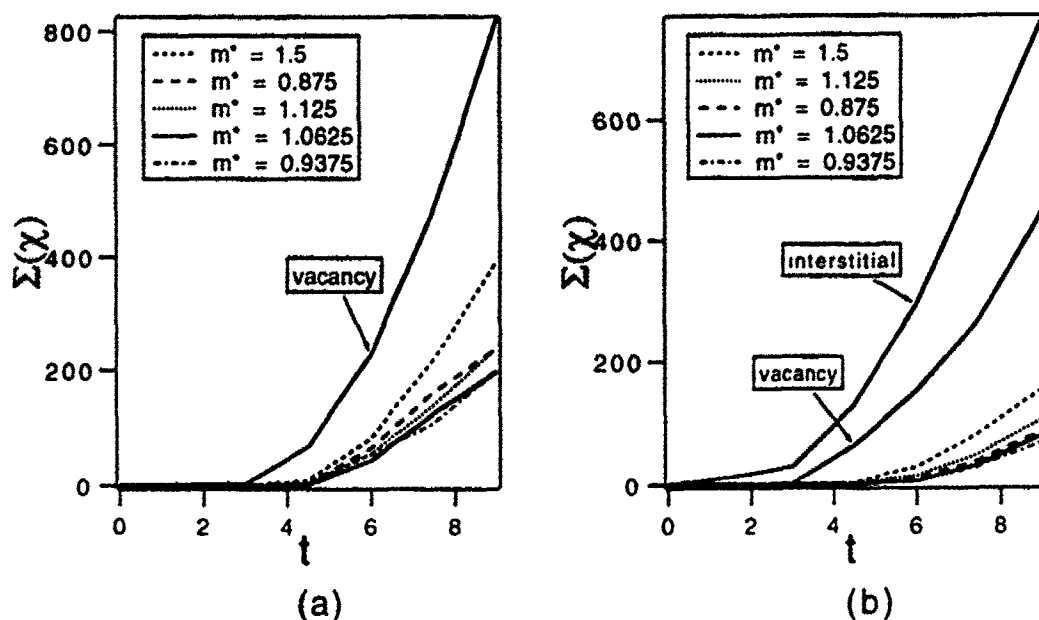 800
600
400
200
0
Σ(χ)
m* = 1.5
m* = 0.875
m* = 1.125
m* = 1.0625
m* = 0.9375
vacancy
0 2 4 6 8
t
(a)
600
400
200
0
Σ(χ)
m* = 1.5
m* = 1.125
m* = 0.875
m* = 1.0625
m* = 0.9375
interstitial
vacancy
0 2 4 6 8
t
(b)